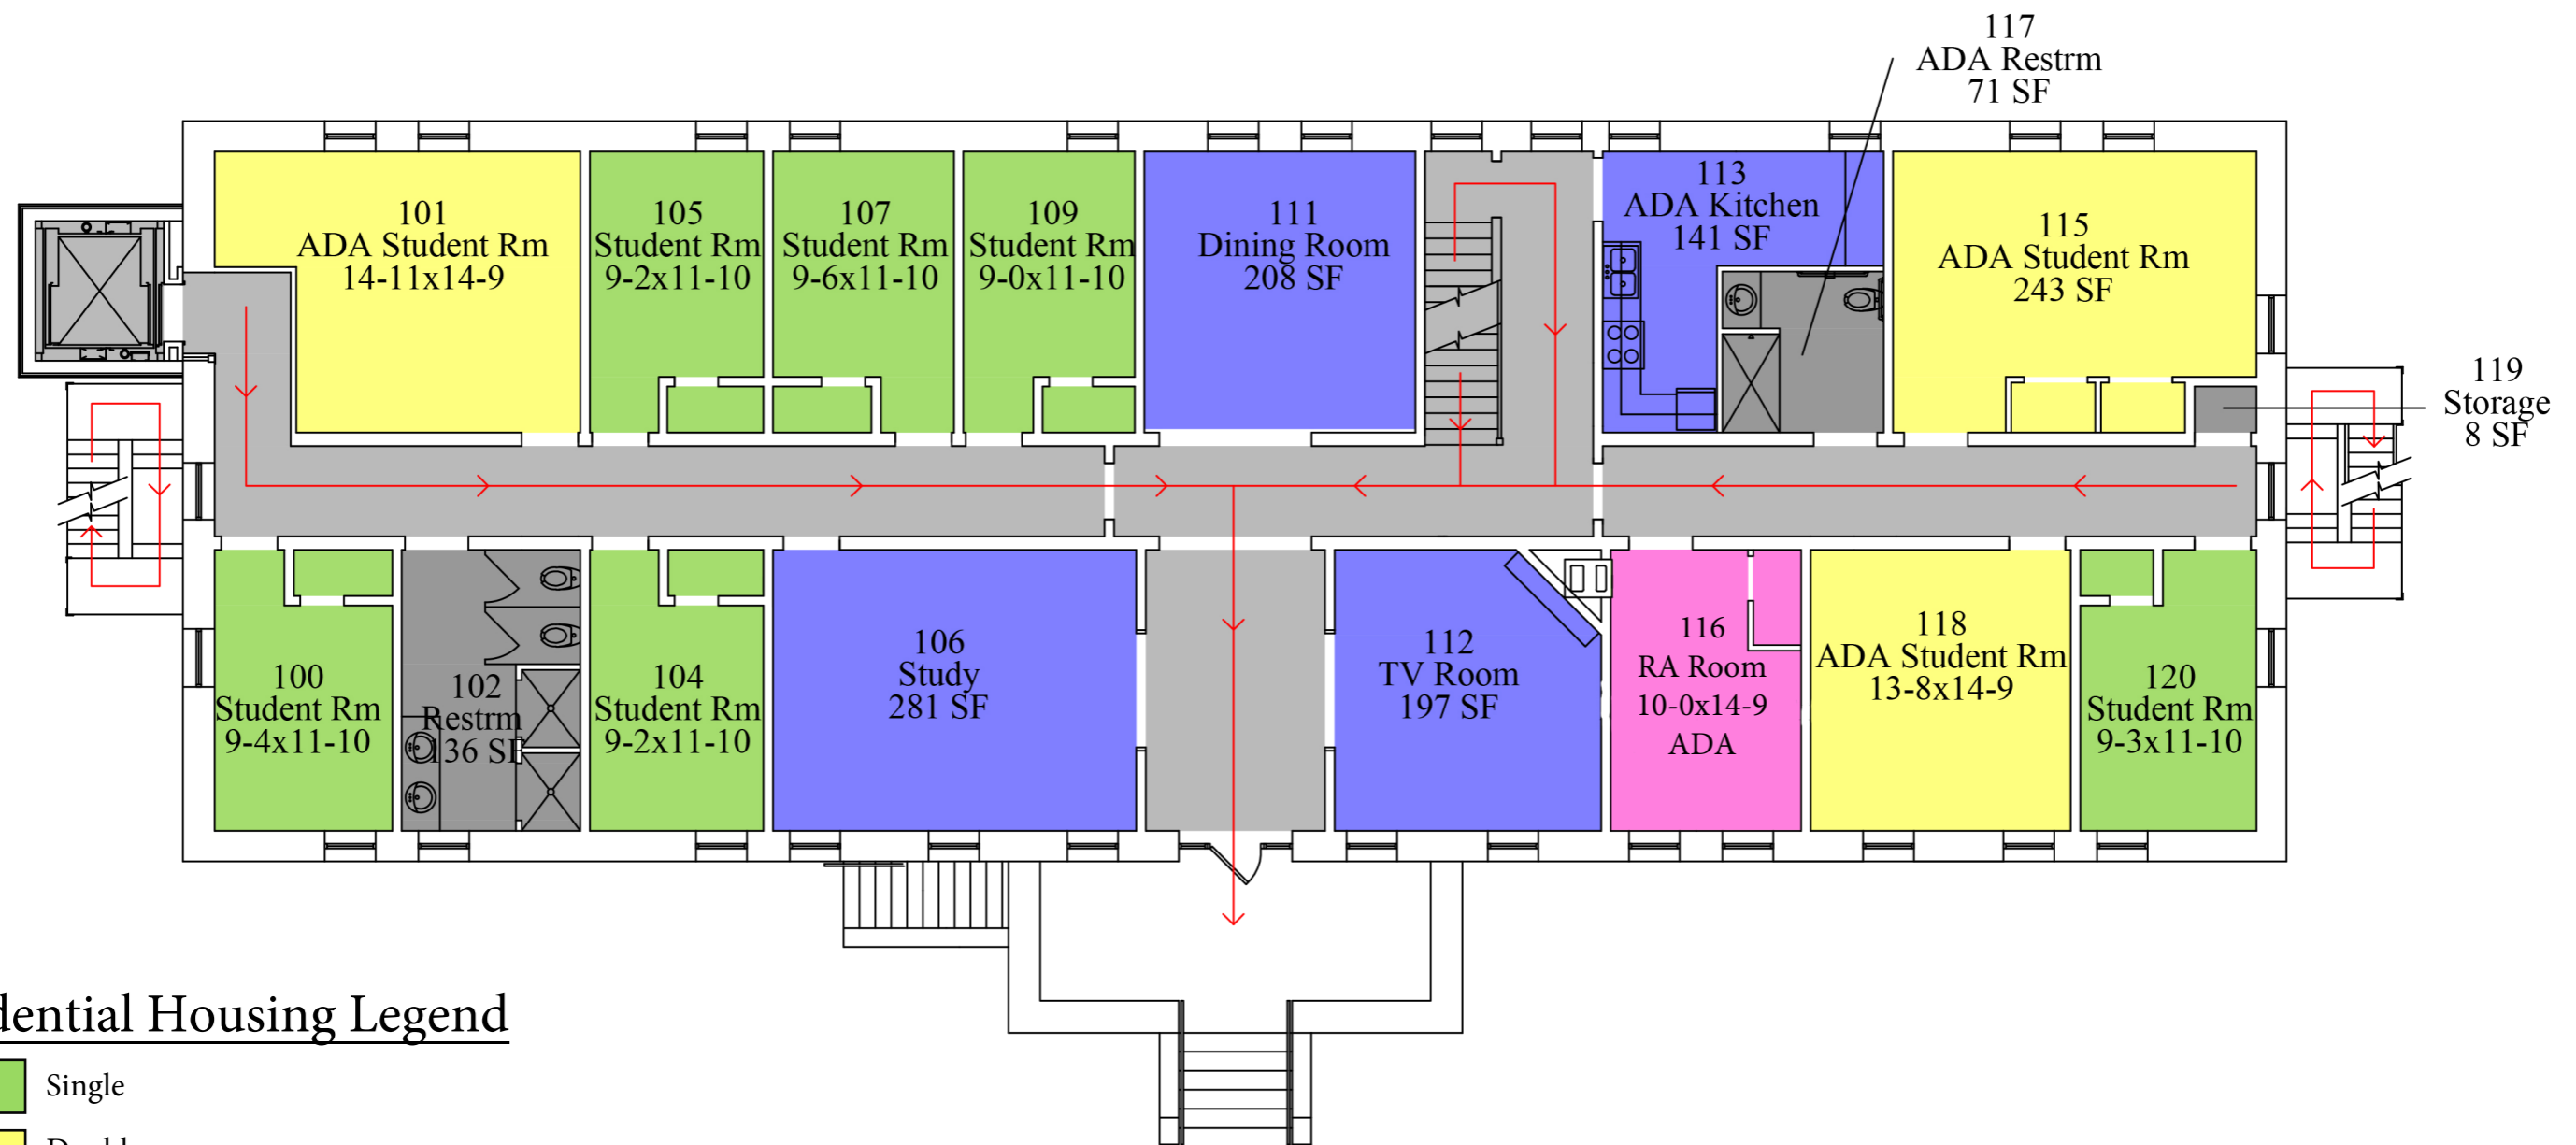 117
ADA Restrm
71 SF
101
ADA Student Rm
14-11x14-9
105
Student Rm
9-2x11-10
107
Student Rm
9-6x11-10
109
Student Rm
9-0x11-10
111
Dining Room
208 SF
113
ADA Kitchen
141 SF
115
ADA Student Rm
243 SF
119
Storage
8 SF
100
Student Rm
9-4x11-10
102
Restrm
136 SF
104
Student Rm
9-2x11-10
106
Study
281 SF
112
TV Room
197 SF
116
RA Room
10-0x14-9
ADA
118
ADA Student Rm
13-8x14-9
120
Student Rm
9-3x11-10
dential Housing Legend
Single